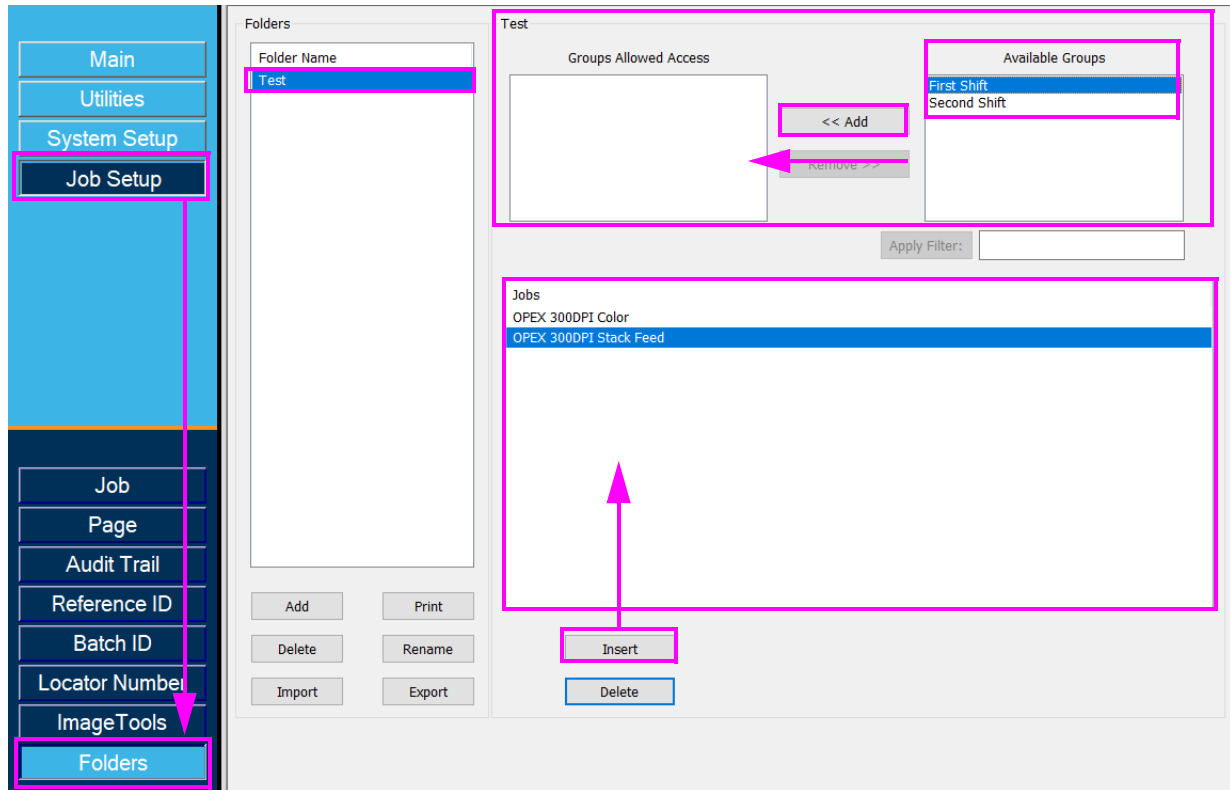 Main
Utilities
System Setup
Job Setup
Job
Page
Audit Trail
Reference ID
Batch ID
Locator Number
ImageTools
Folders
Folders
Folder Name
Test
Add
Print
Delete
Rename
Import
Export
Test
Groups Allowed Access
Available Groups
First Shift
Second Shift
<< Add
Remove >>
Apply Filter:
Jobs
OPEX 300DPI Color
OPEX 300DPI Stack Feed
Insert
Delete